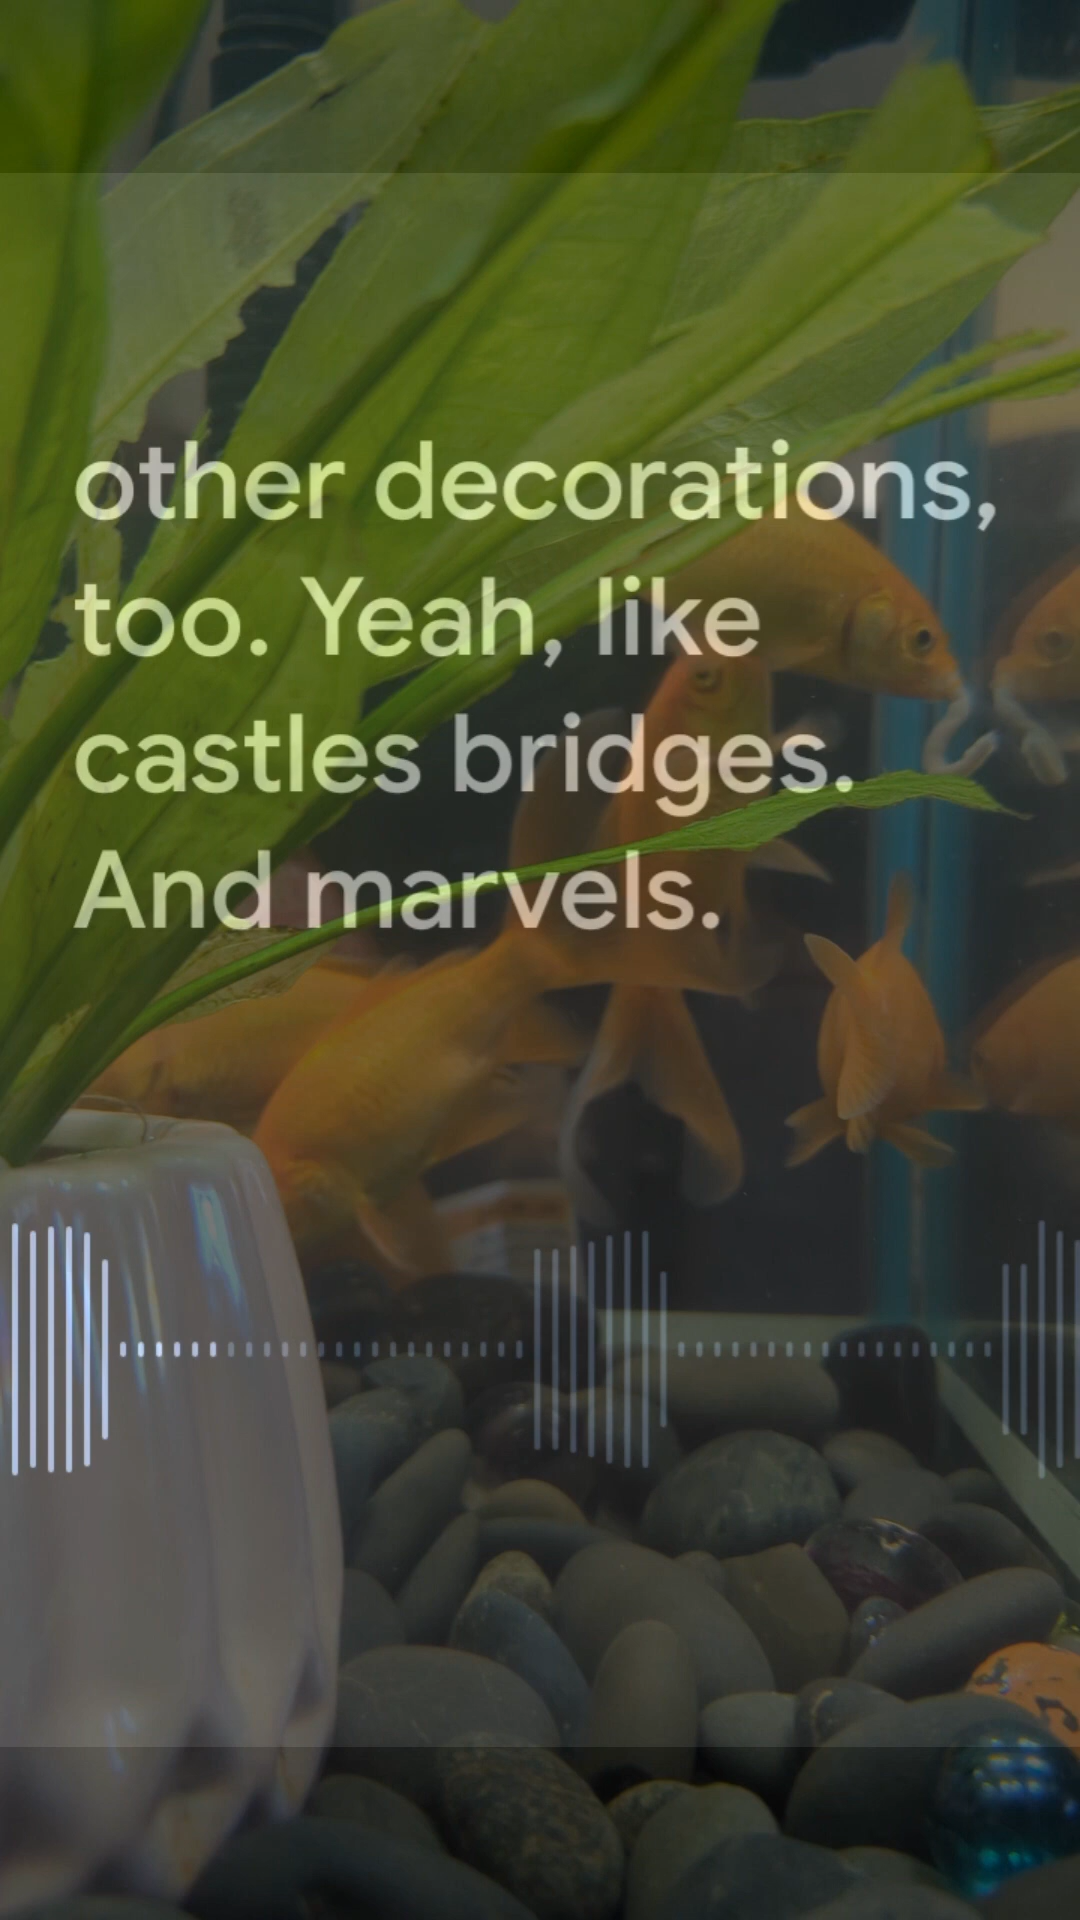 other decorations,
too. Yeah, like
castles bridges.
And marvels.